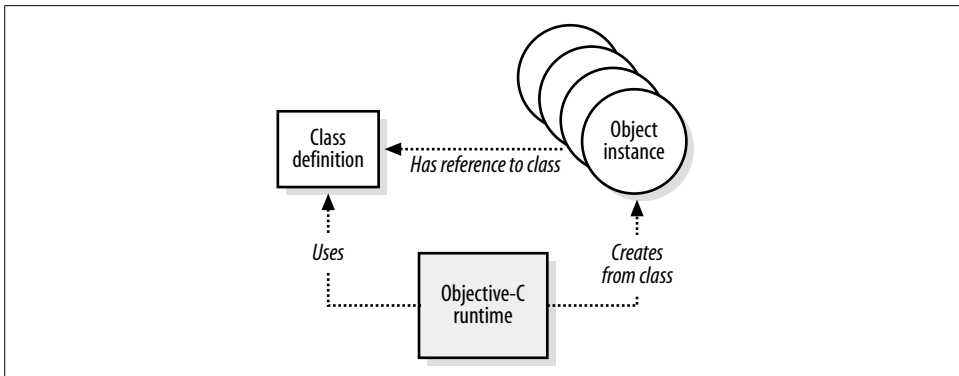 Class
definition
Object
instance
Has reference to class
Uses
Creates
from class
Objective-C
runtime